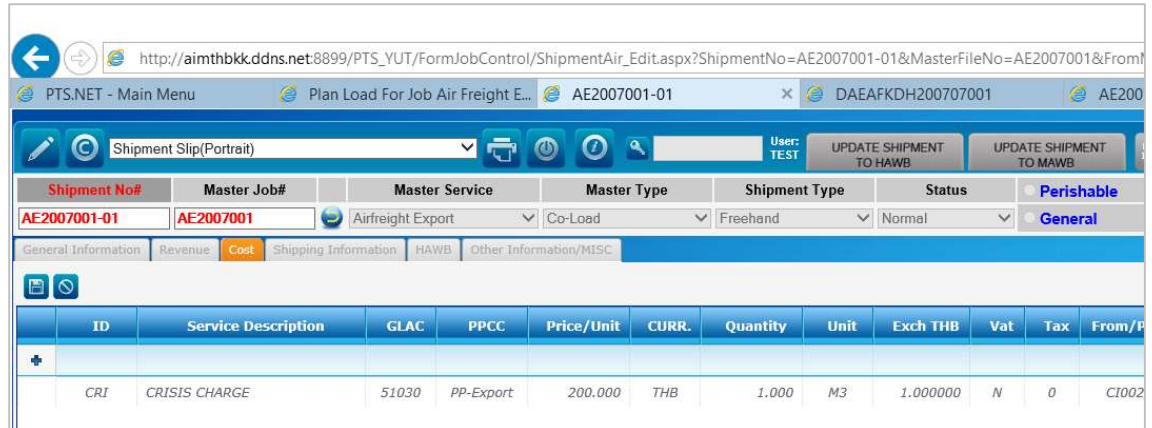 http://aimthbkk.ddns.net:8899/PTS_YUT/FormJobControl/ShipmentAir_Edit.aspx?ShipmentNo=AE2007001-01&MasterFileNo=AE2007001&From
PTS.NET - Main Menu Plan Load For Job Air Freight E... AE2007001-01 × DAEAFKDH200707001 AE200
Shipment Slip(Portrait) User: TEST UPDATE SHIPMENT TO HAWB UPDATE SHIPMENT TO MAWB
Shipment No# Master Job# Master Service Master Type Shipment Type Status Perishable
AE2007001-01 AE2007001 Airfreight Export Co-Load Freehand Normal General
General Information Revenue Cost Shipping Information HAWB Other Information/MISC
ID Service Description GLAC PPCC Price/Unit CURR. Quantity Unit Exch THB Vat Tax From/P
CRI CRISIS CHARGE 51030 PP-Export 200.000 THB 1.000 M3 1.000000 N 0 CI002